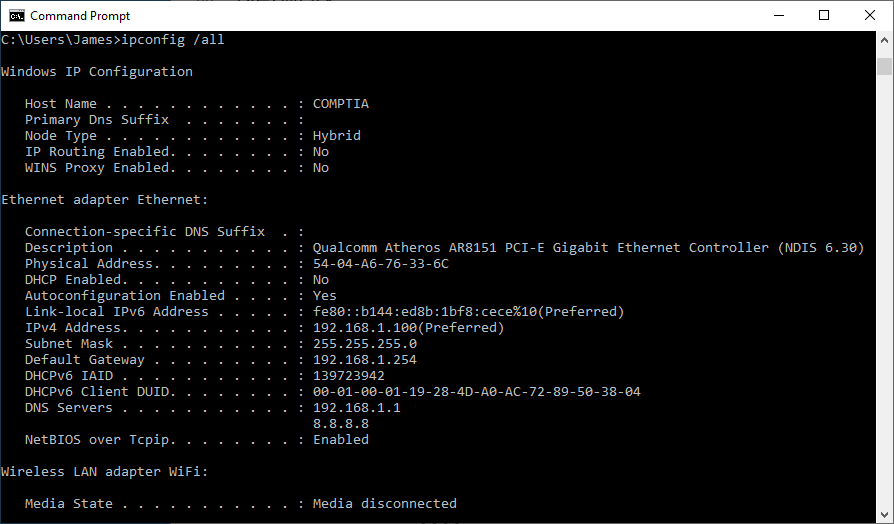 Command Prompt
C:\Users\James>ipconfig /all
Windows IP Configuration
Host Name . . . . . . . . . . . . : COMPTIA
Primary Dns Suffix  . . . . . . . :
Node Type . . . . . . . . . . . . : Hybrid
IP Routing Enabled. . . . . . . . : No
WINS Proxy Enabled. . . . . . . . : No
Ethernet adapter Ethernet:
Connection-specific DNS Suffix  . :
Description . . . . . . . . . . . : Qualcomm Atheros AR8151 PCI-E Gigabit Ethernet Controller (NDIS 6.30)
Physical Address. . . . . . . . . : 54-04-A6-76-33-6C
DHCP Enabled. . . . . . . . . . . : No
Autoconfiguration Enabled . . . . : Yes
Link-local IPv6 Address . . . . . : fe80::b144:ed8b:1bf8:cece%10(Preferred)
IPv4 Address. . . . . . . . . . . : 192.168.1.100(Preferred)
Subnet Mask . . . . . . . . . . . : 255.255.255.0
Default Gateway . . . . . . . . . : 192.168.1.254
DHCPv6 IAID . . . . . . . . . . . : 139723942
DHCPv6 Client DUID. . . . . . . . : 00-01-00-01-19-28-4D-A0-AC-72-89-50-38-04
DNS Servers . . . . . . . . . . . : 192.168.1.1
8.8.8.8
NetBIOS over Tcpip. . . . . . . . : Enabled
Wireless LAN adapter WiFi:
Media State . . . . . . . . . . . : Media disconnected